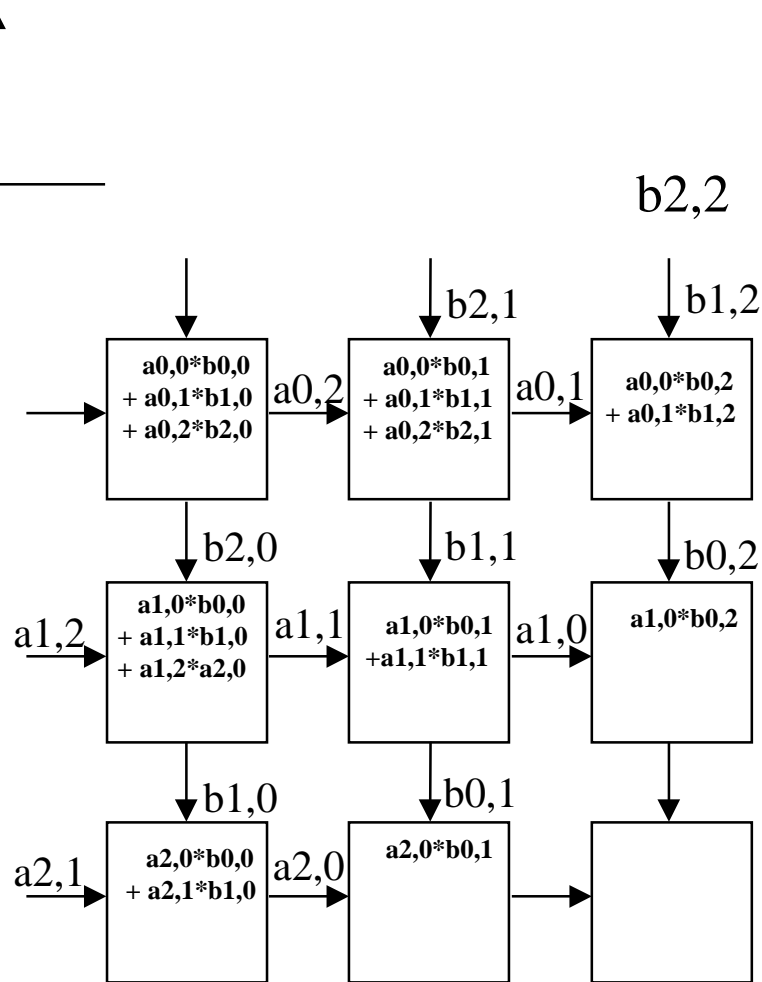 b2,2
b2,1
b1,2
a0,0*b0,0
+ a0,1*b1,0
+ a0,2*b2,0
a0,2
a0,0*b0,1
+ a0,1*b1,1
+ a0,2*b2,1
a0,1
a0,0*b0,2
+ a0,1*b1,2
b2,0
b1,1
b0,2
a1,2
a1,0*b0,0
+ a1,1*b1,0
+ a1,2*a2,0
a1,1
a1,0*b0,1
+a1,1*b1,1
a1,0
a1,0*b0,2
b1,0
b0,1
a2,1
a2,0*b0,0
+ a2,1*b1,0
a2,0
a2,0*b0,1